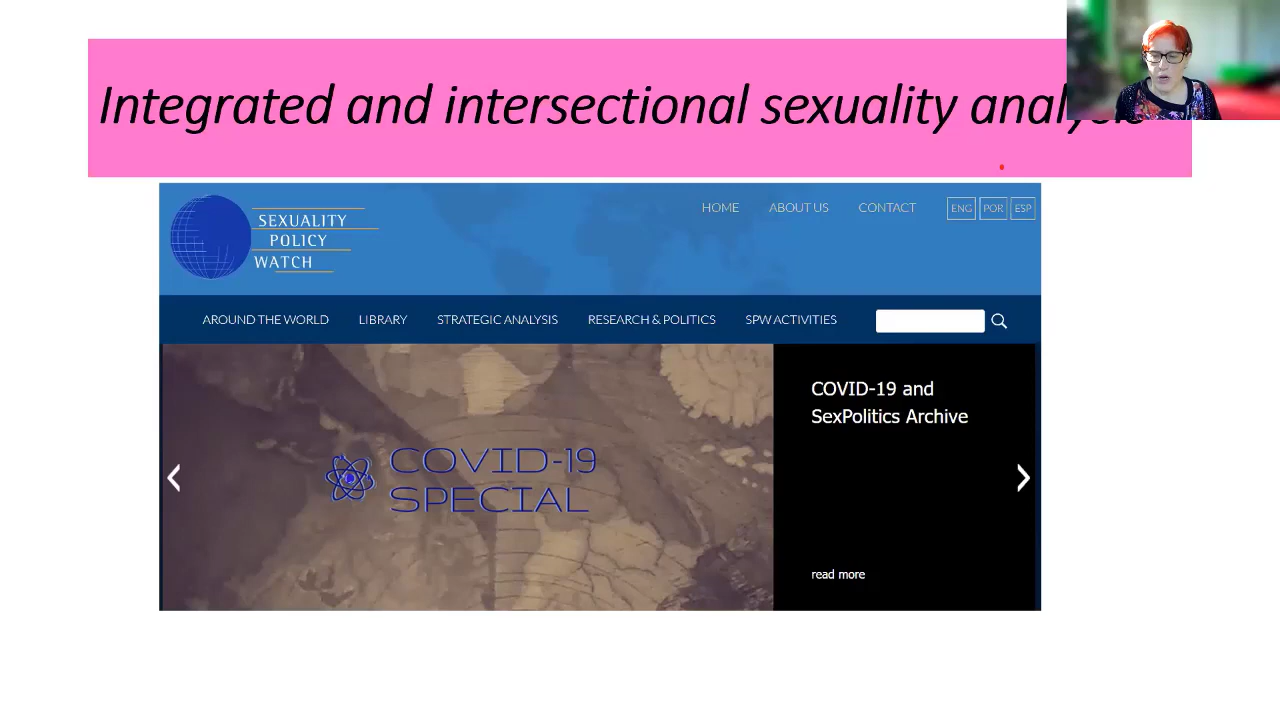 Integrated and intersectional sexuality analysis
SEXUALITY
POLICY
WATCH
HOME ABOUT US CONTACT ENG POR ESP
AROUND THE WORLD LIBRARY STRATEGIC ANALYSIS RESEARCH & POLITICS SPW ACTIVITIES
COVID-19 and
SexPolitics Archive
COVID-19
SPECIAL
read more